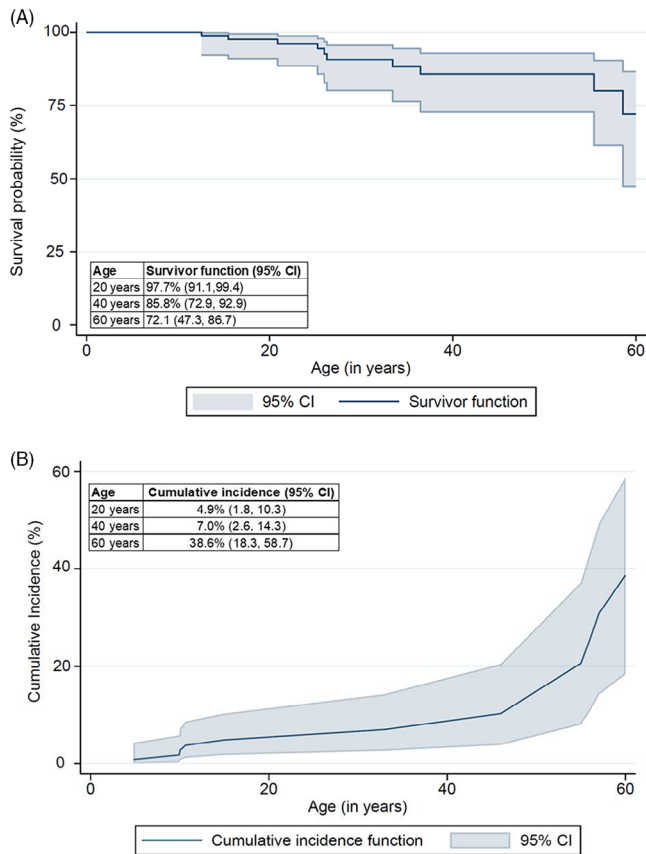 (A)
100
75
50
25
0
Survival probability (%)
Age Survivor function (95% CI)
20 years 97.7% (91.1,99.4)
40 years 85.8% (72.9, 92.9)
60 years 72.1 (47.3, 86.7)
0 20 40 60
Age (in years)
95% CI Survivor function
(B)
60
40
20
0
Cumulative Incidence (%)
Age Cumulative incidence (95% CI)
20 years 4.9% (1.8, 10.3)
40 years 7.0% (2.6, 14.3)
60 years 38.6% (18.3, 58.7)
0 20 40 60
Age (in years)
Cumulative incidence function 95% CI